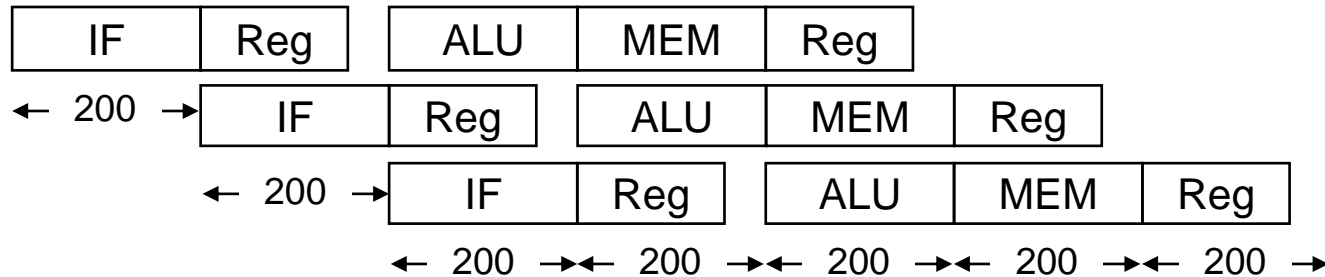 IF Reg ALU MEM Reg
200 IF Reg ALU MEM Reg
200 IF Reg ALU MEM Reg
200 200 200 200 200